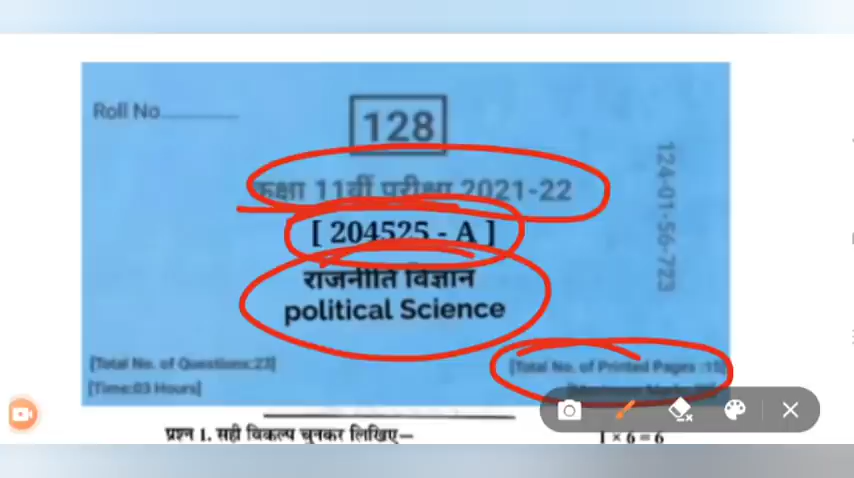 Roll No
128
कक्षा 11वीं परीक्षा 2021-22
[ 204525 - A ]
राजनीति विज्ञान
political Science
124-01-56-723
[Total No. of Questions:23]
[Total No. of Printed Pages :15]
[Time:03 Hours]
प्रश्न 1. सही विकल्प चुनकर लिखिए—
1 × 6 = 6